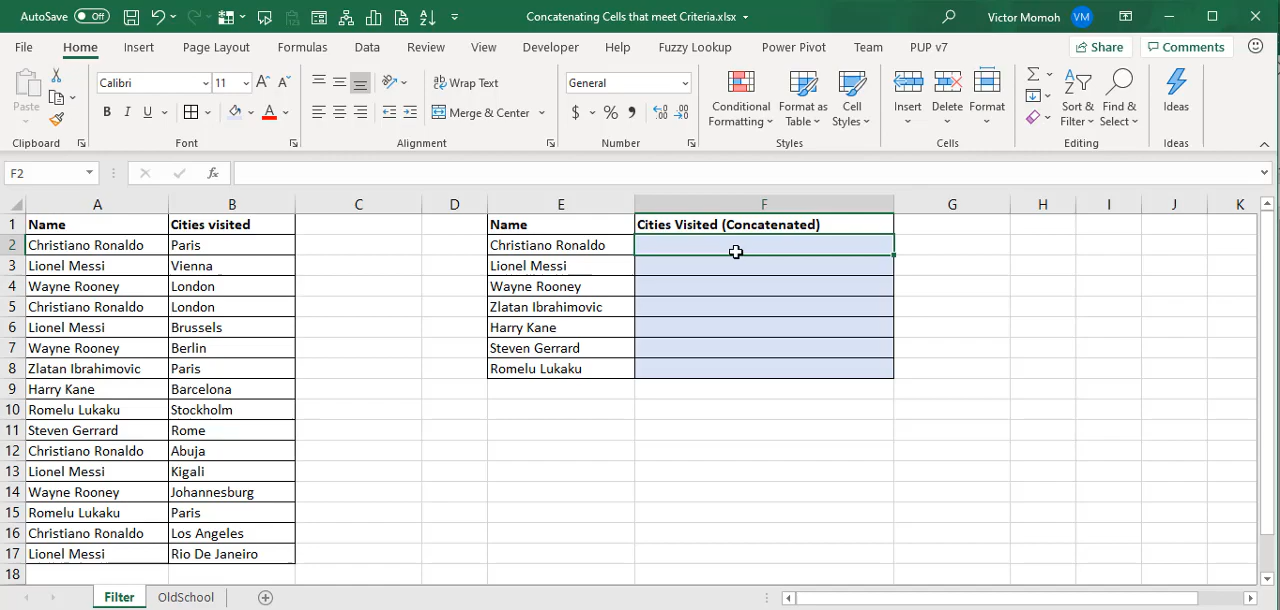 AutoSave Off Concatenating Cells that meet Criteria.xlsx Victor Momoh VM
File Home Insert Page Layout Formulas Data Review View Developer Help Fuzzy Lookup Power Pivot Team PUP v7 Share Comments
Paste Calibri 11 A A Wrap Text General Conditional Formatting Format as Table Cell Styles Insert Delete Format Sort & Filter Find & Select Ideas
B I U A Merge & Center $ % ,
Clipboard Font Alignment Number Styles Cells Editing Ideas
F2 fx
A B C D E F G H I J K
1 Name Cities visited Name Cities Visited (Concatenated)
2 Christiano Ronaldo Paris Christiano Ronaldo
3 Lionel Messi Vienna Lionel Messi
4 Wayne Rooney London Wayne Rooney
5 Christiano Ronaldo London Zlatan Ibrahimovic
6 Lionel Messi Brussels Harry Kane
7 Wayne Rooney Berlin Steven Gerrard
8 Zlatan Ibrahimovic Paris Romelu Lukaku
9 Harry Kane Barcelona
10 Romelu Lukaku Stockholm
11 Steven Gerrard Rome
12 Christiano Ronaldo Abuja
13 Lionel Messi Kigali
14 Wayne Rooney Johannesburg
15 Romelu Lukaku Paris
16 Christiano Ronaldo Los Angeles
17 Lionel Messi Rio De Janeiro
18
Filter OldSchool